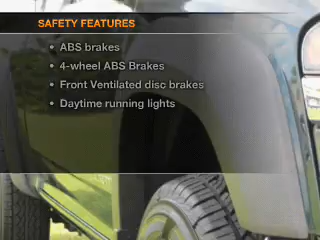 SAFETY FEATURES
• ABS brakes
• 4-wheel ABS Brakes
• Front Ventilated disc brakes
• Daytime running lights